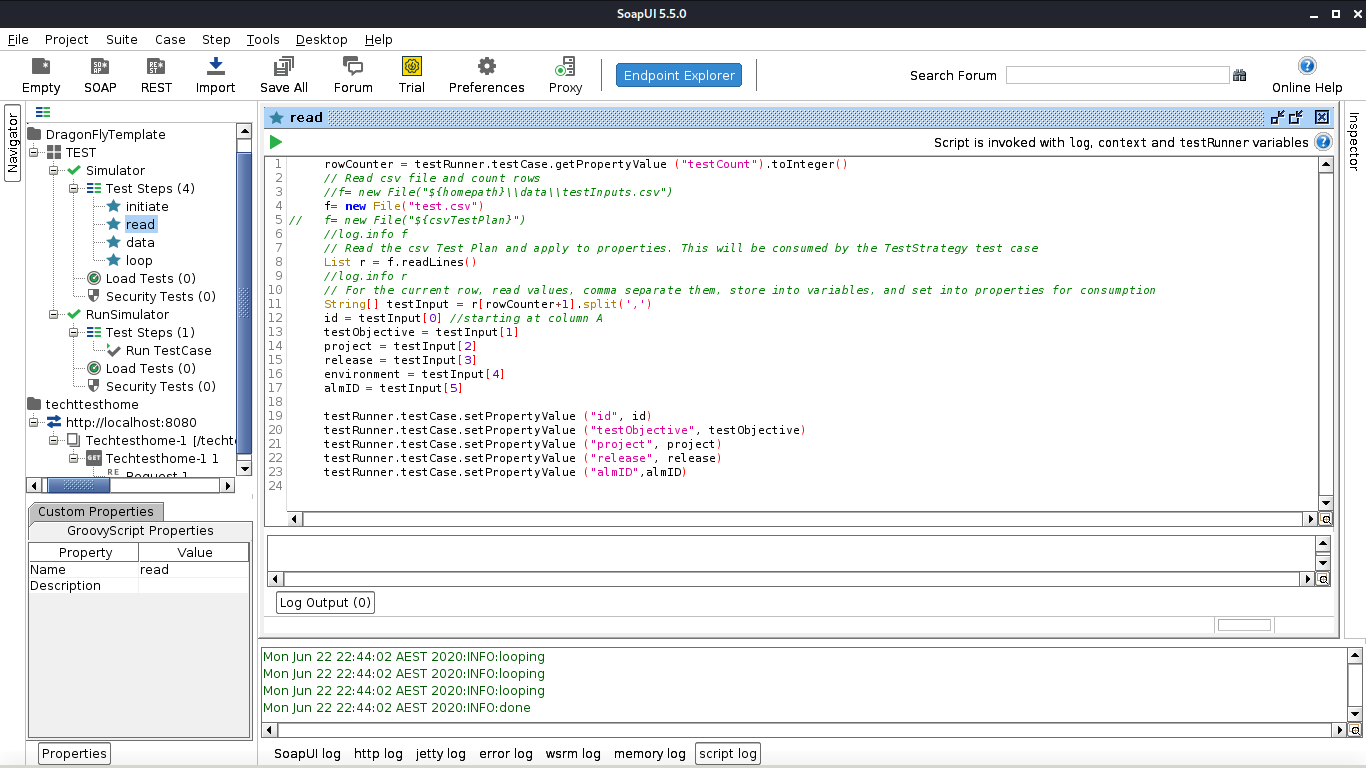 SoapUI 5.5.0
File Project Suite Case Step Tools Desktop Help
Empty SOAP REST Import Save All Forum Trial Preferences Proxy Endpoint Explorer Search Forum Online Help
Navigator
DragonFlyTemplate
TEST
Simulator
Test Steps (4)
initiate
read
data
loop
Load Tests (0)
Security Tests (0)
RunSimulator
Test Steps (1)
Run TestCase
Load Tests (0)
Security Tests (0)
techttesthome
http://localhost:8080
Techtesthome-1 [/techt
GET Techtesthome-1 1
RE Request 1
Custom Properties
GroovyScript Properties
Property Value
Name read
Description
Properties
read
Script is invoked with log, context and testRunner variables
1 rowCounter = testRunner.testCase.getPropertyValue ("testCount").toInteger()
2 // Read csv file and count rows
3 //f= new File("${homepath}\\data\\testInputs.csv")
4 f= new File("test.csv")
5 // f= new File("${csvTestPlan}")
6 //log.info f
7 // Read the csv Test Plan and apply to properties. This will be consumed by the TestStrategy test case
8 List r = f.readLines()
9 //log.info r
10 // For the current row, read values, comma separate them, store into variables, and set into properties for consumption
11 String[] testInput = r[rowCounter+1].split(',')
12 id = testInput[0] //starting at column A
13 testObjective = testInput[1]
14 project = testInput[2]
15 release = testInput[3]
16 environment = testInput[4]
17 almID = testInput[5]
18
19 testRunner.testCase.setPropertyValue ("id", id)
20 testRunner.testCase.setPropertyValue ("testObjective", testObjective)
21 testRunner.testCase.setPropertyValue ("project", project)
22 testRunner.testCase.setPropertyValue ("release", release)
23 testRunner.testCase.setPropertyValue ("almID",almID)
24
Log Output (0)
Inspector
Mon Jun 22 22:44:02 AEST 2020:INFO:looping
Mon Jun 22 22:44:02 AEST 2020:INFO:looping
Mon Jun 22 22:44:02 AEST 2020:INFO:looping
Mon Jun 22 22:44:02 AEST 2020:INFO:done
SoapUI log http log jetty log error log wsrm log memory log script log